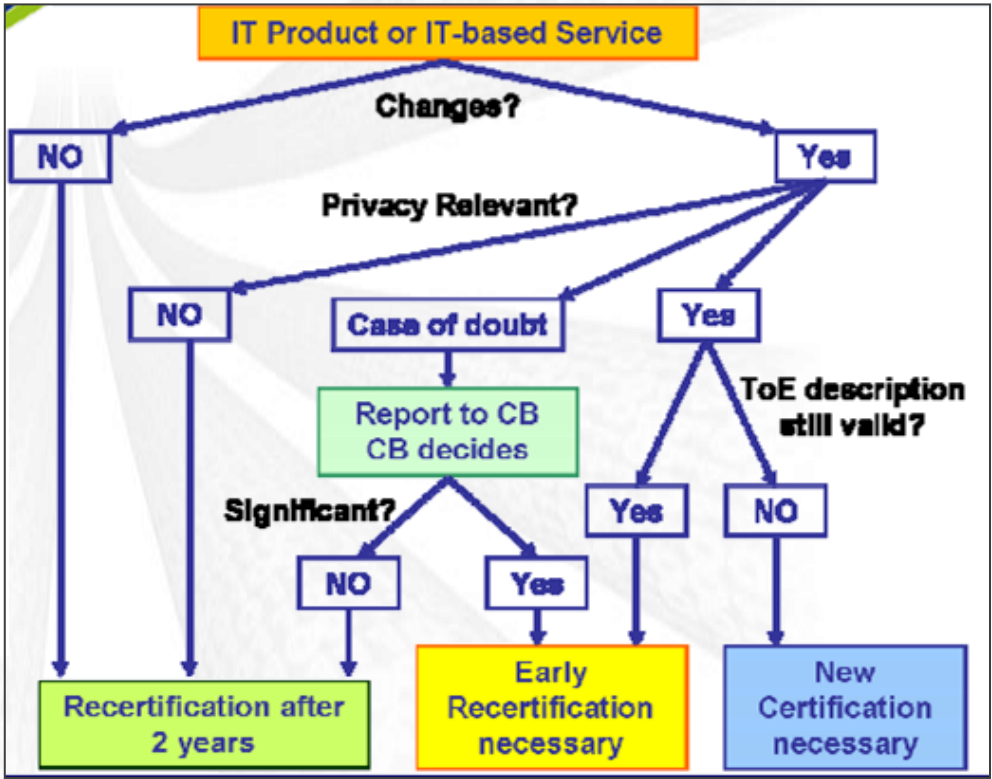 IT Product or IT-based Service
Changes?
NO
Yes
Privacy Relevant?
NO
Case of doubt
Yes
ToE description
still valid?
Report to CB
CB decides
Significant?
Yes
NO
NO
Yes
Recertification after
2 years
Early
Recertification
necessary
New
Certification
necessary